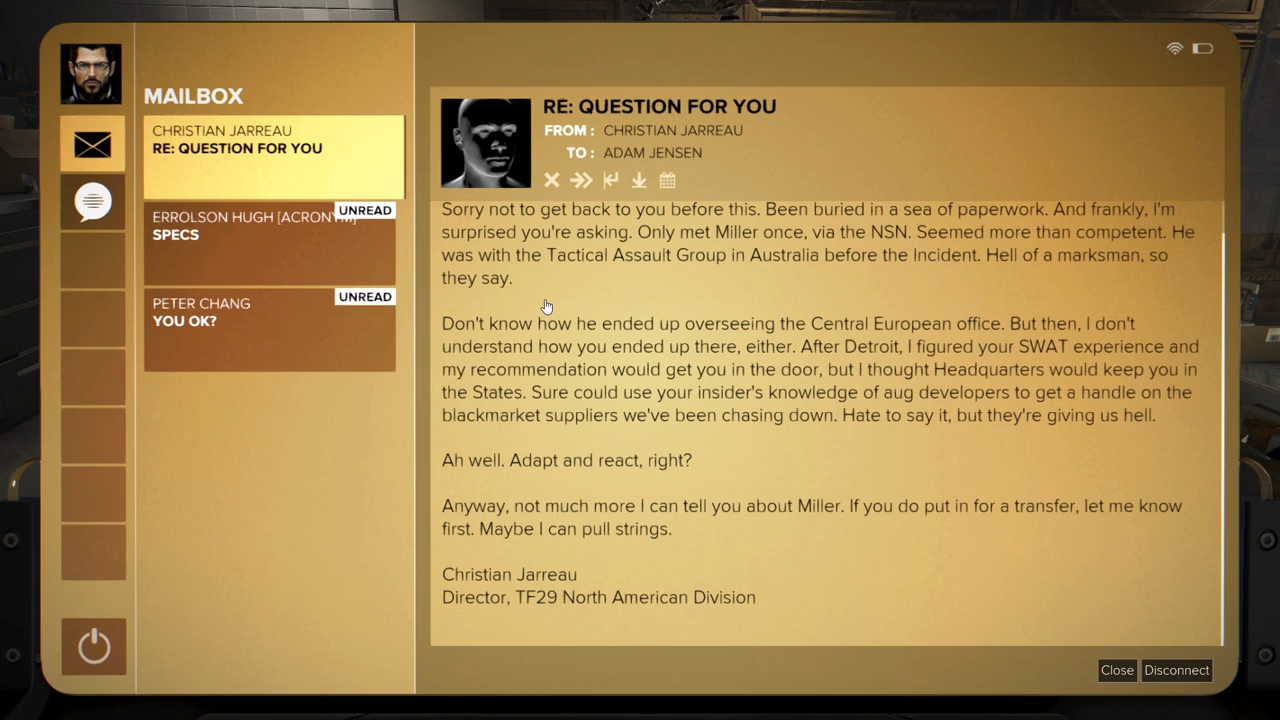 MAILBOX
CHRISTIAN JARREAU
RE: QUESTION FOR YOU
UNREAD
ERROLSON HUGH [ACRONYM]
SPECS
UNREAD
PETER CHANG
YOU OK?
RE: QUESTION FOR YOU
FROM : CHRISTIAN JARREAU
TO : ADAM JENSEN
Sorry not to get back to you before this. Been buried in a sea of paperwork. And frankly, I'm
surprised you're asking. Only met Miller once, via the NSN. Seemed more than competent. He
was with the Tactical Assault Group in Australia before the Incident. Hell of a marksman, so
they say.
Don't know how he ended up overseeing the Central European office. But then, I don't
understand how you ended up there, either. After Detroit, I figured your SWAT experience and
my recommendation would get you in the door, but I thought Headquarters would keep you in
the States. Sure could use your insider's knowledge of aug developers to get a handle on the
blackmarket suppliers we've been chasing down. Hate to say it, but they're giving us hell.
Ah well. Adapt and react, right?
Anyway, not much more I can tell you about Miller. If you do put in for a transfer, let me know
first. Maybe I can pull strings.
Christian Jarreau
Director, TF29 North American Division
Close Disconnect